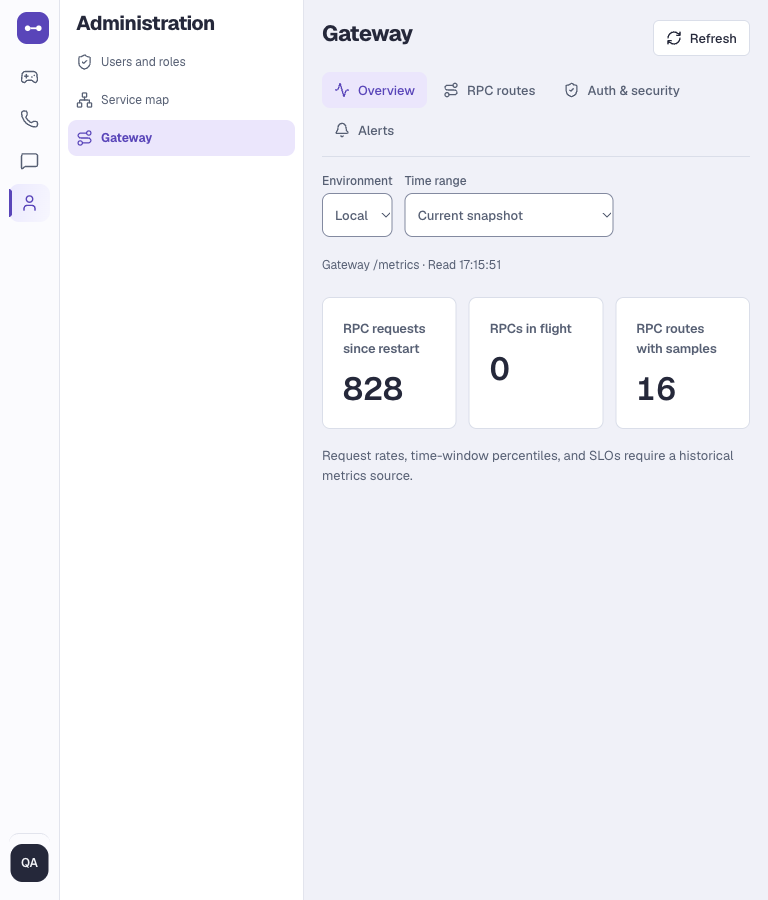 Administration
Users and roles
Service map
Gateway
QA
Gateway
Refresh
Overview
RPC routes
Auth & security
Alerts
Environment
Time range
Local
Current snapshot
Gateway /metrics · Read 17:15:51
RPC requests
since restart
828
RPCs in flight
0
RPC routes
with samples
16
Request rates, time-window percentiles, and SLOs require a historical
metrics source.